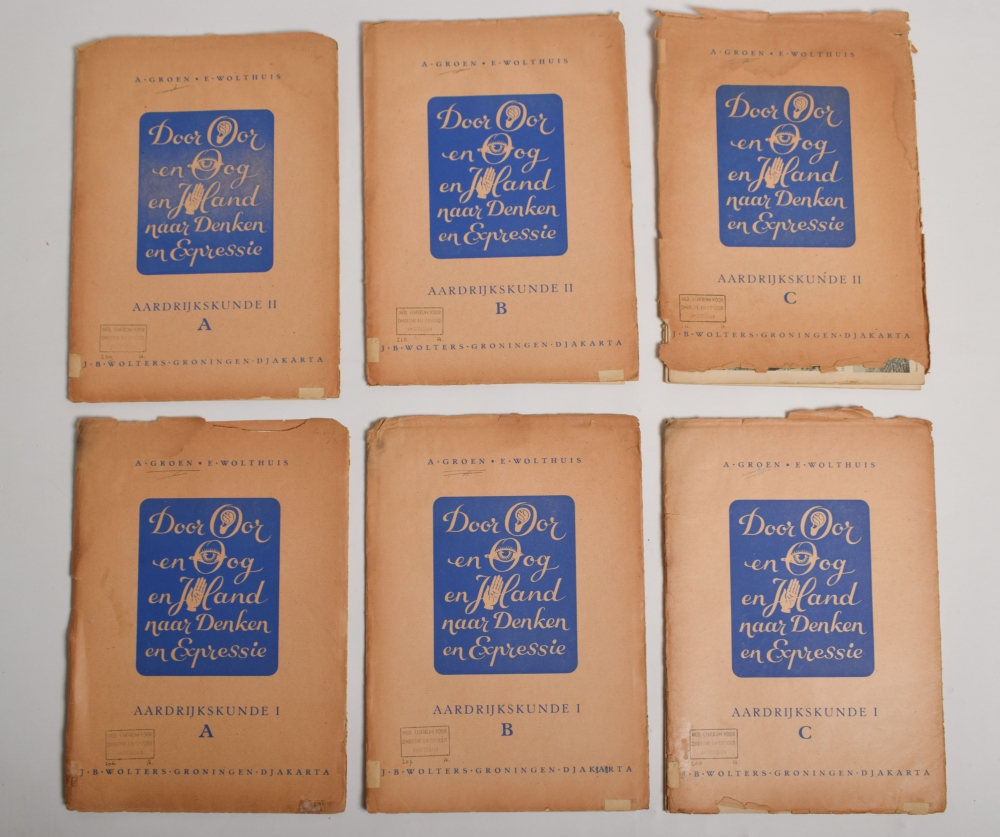 A · GROEN • E · WOLTHUIS
Door Oor
en Oog
en Hand
naar Denken
en Expressie
AARDRIJKSKUNDE II
A
J · B · WOLTERS · GRONINGEN · DJAKARTA
A · GROEN • E · WOLTHUIS
Door Oor
en Oog
en Hand
naar Denken
en Expressie
AARDRIJKSKUNDE II
B
J · B · WOLTERS · GRONINGEN · DJAKARTA
A · GROEN • E · WOLTHUIS
Door Oor
en Oog
en Hand
naar Denken
en Expressie
AARDRIJKSKUNDE II
C
J · B · WOLTERS · GRONINGEN · DJAKARTA
A · GROEN • E · WOLTHUIS
Door Oor
en Oog
en Hand
naar Denken
en Expressie
AARDRIJKSKUNDE I
A
J · B · WOLTERS · GRONINGEN · DJAKARTA
A · GROEN • E · WOLTHUIS
Door Oor
en Oog
en Hand
naar Denken
en Expressie
AARDRIJKSKUNDE I
B
J · B · WOLTERS · GRONINGEN · DJAKARTA
A · GROEN • E · WOLTHUIS
Door Oor
en Oog
en Hand
naar Denken
en Expressie
AARDRIJKSKUNDE I
C
J · B · WOLTERS · GRONINGEN · DJAKARTA